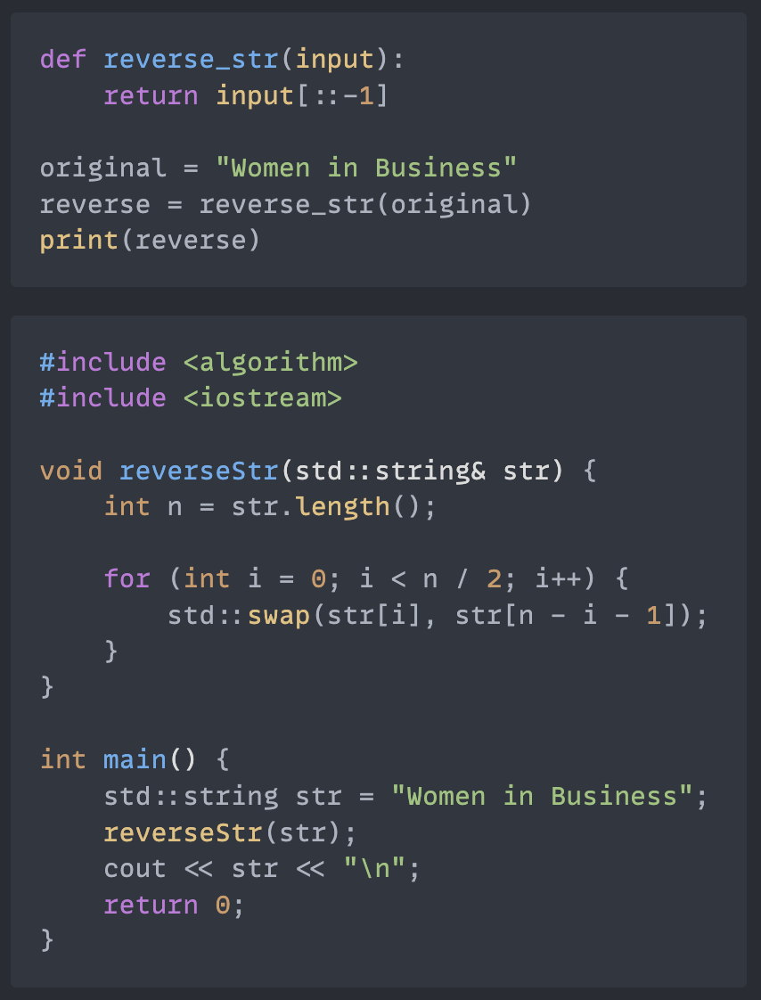 def reverse_str(input):
    return input[::-1]

original = "Women in Business"
reverse = reverse_str(original)
print(reverse)

#include <algorithm>
#include <iostream>

void reverseStr(std::string& str) {
    int n = str.length();

    for (int i = 0; i < n / 2; i++) {
        std::swap(str[i], str[n - i - 1]);
    }
}

int main() {
    std::string str = "Women in Business";
    reverseStr(str);
    cout << str << "\n";
    return 0;
}